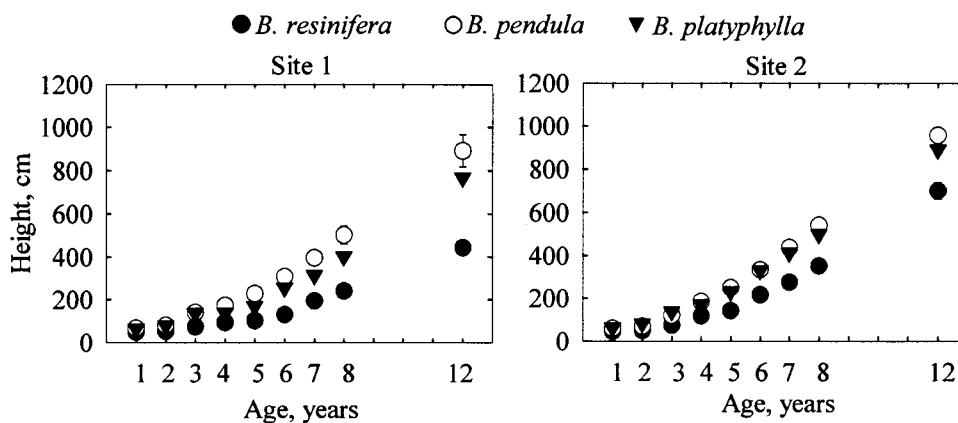 B. resinifera B. pendula B. platyphylla
Site 1
Site 2
1200
1000
800
600
400
200
0
Height, cm
1 2 3 4 5 6 7 8 12
Age, years
1200
1000
800
600
400
200
0
1 2 3 4 5 6 7 8 12
Age, years